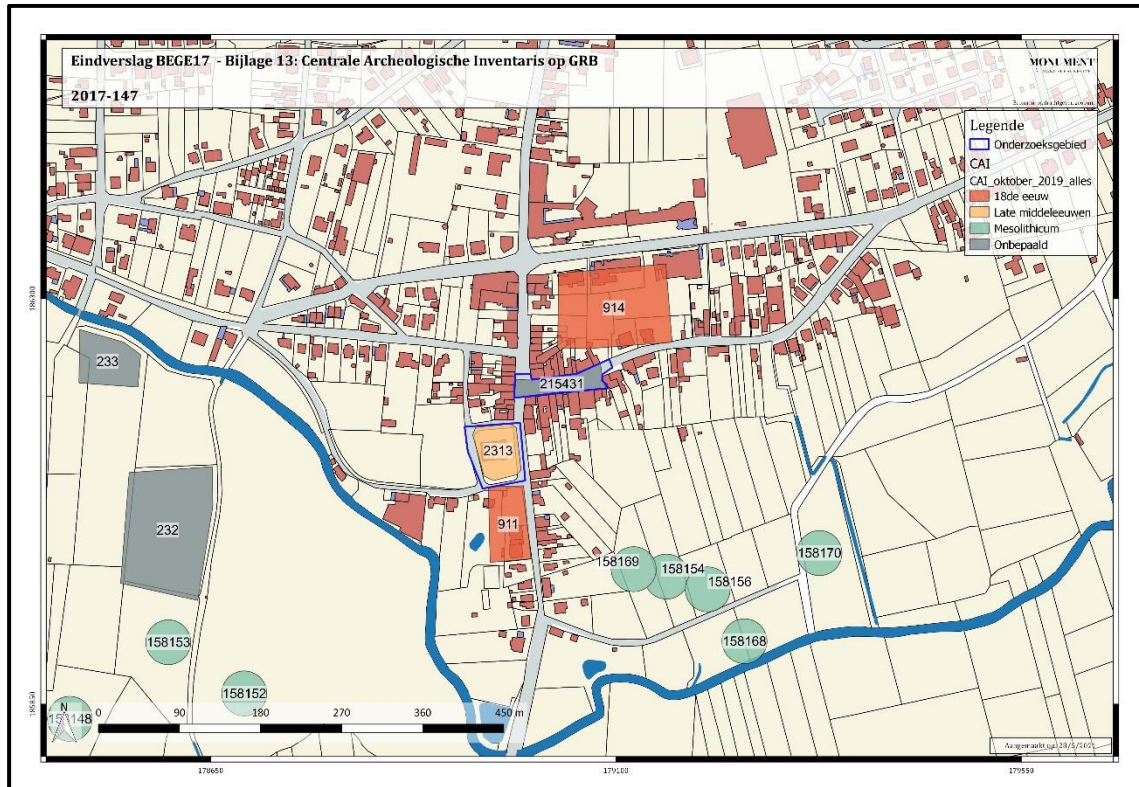 Eindverslag BEGE17 - Bijlage 13: Centrale Archeologische Inventaris op GRB
2017-147
MONUMENT
Legende
Onderzoeksgebied
CAI
CAI_oktober_2019_alles
18de eeuw
Late middeleeuwen
Mesolithicum
Onbepaald
186300
914
233
215431
2313
232
911
158169
158154
158170
158156
158153
158168
158152
185850
N
0 90 180 270 360 450 m
178650
179100
179550